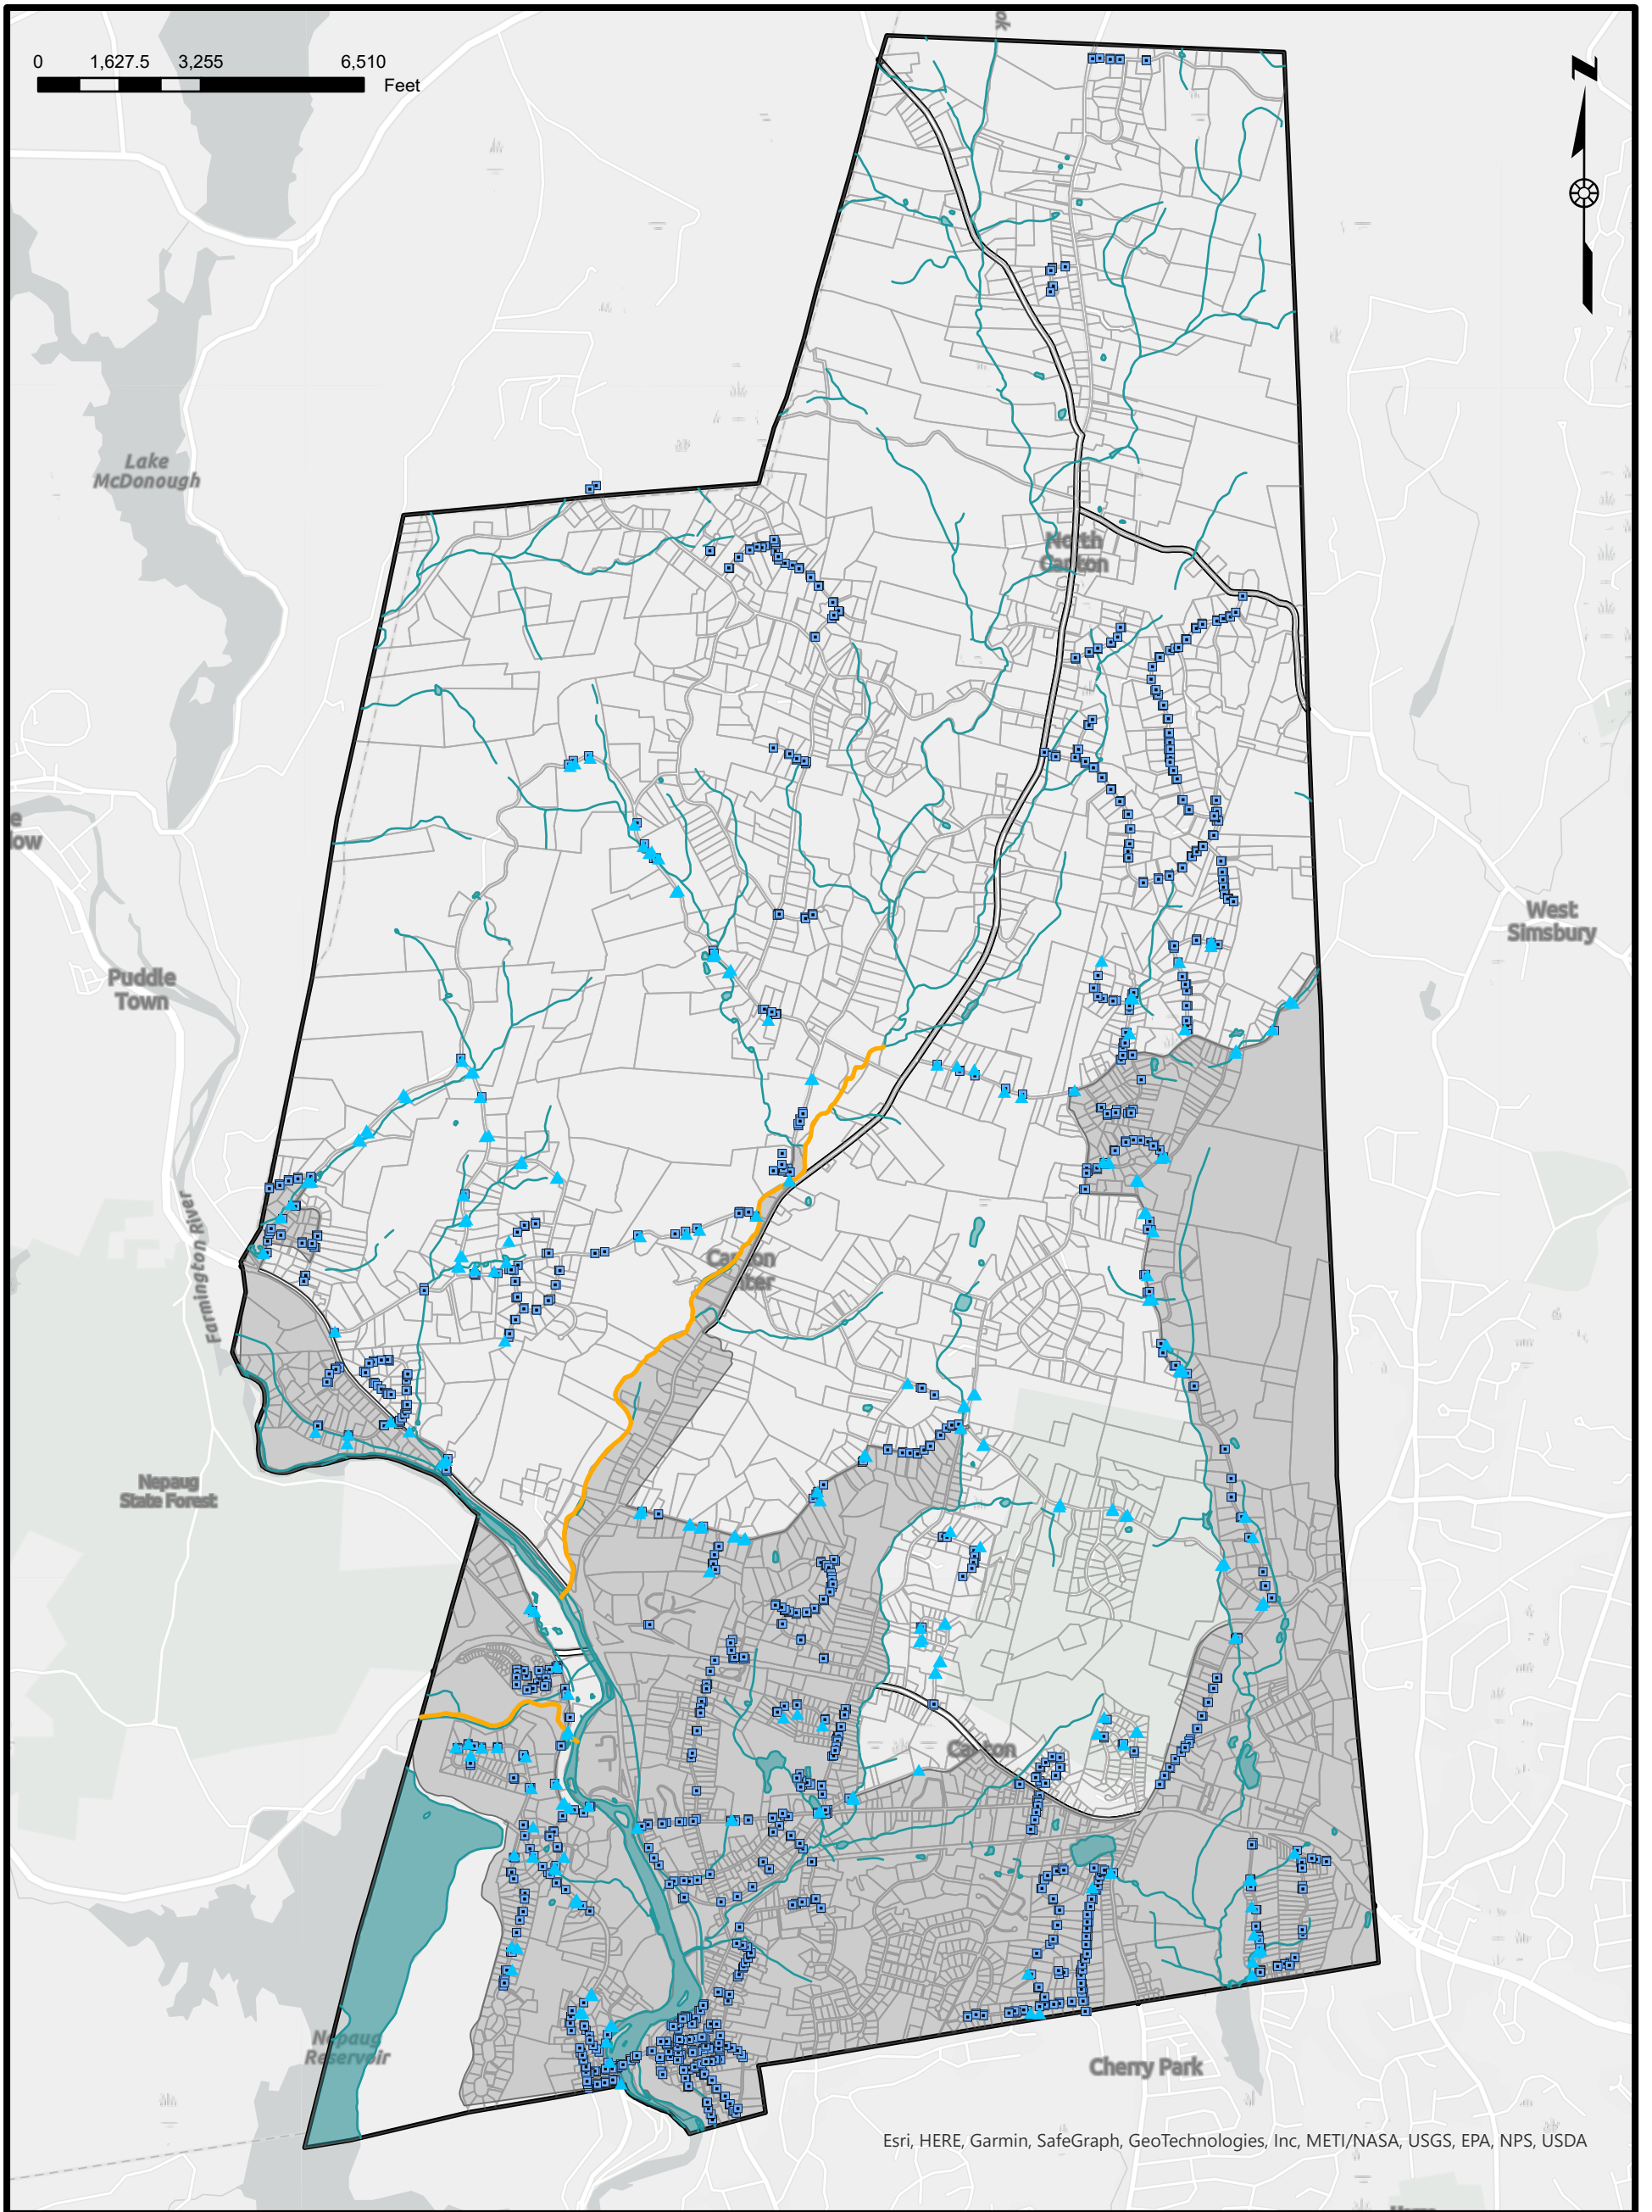 0 1,627.5 3,255 6,510
Feet
N
ok
Lake
McDonough
North
Canton
West
Simsbury
Puddle
Town
Farmington River
Canton
Nepaug
State Forest
Canton
Nepaug
Reservoir
Cherry Park
Esri, HERE, Garmin, SafeGraph, GeoTechnologies, Inc, METI/NASA, USGS, EPA, NPS, USDA